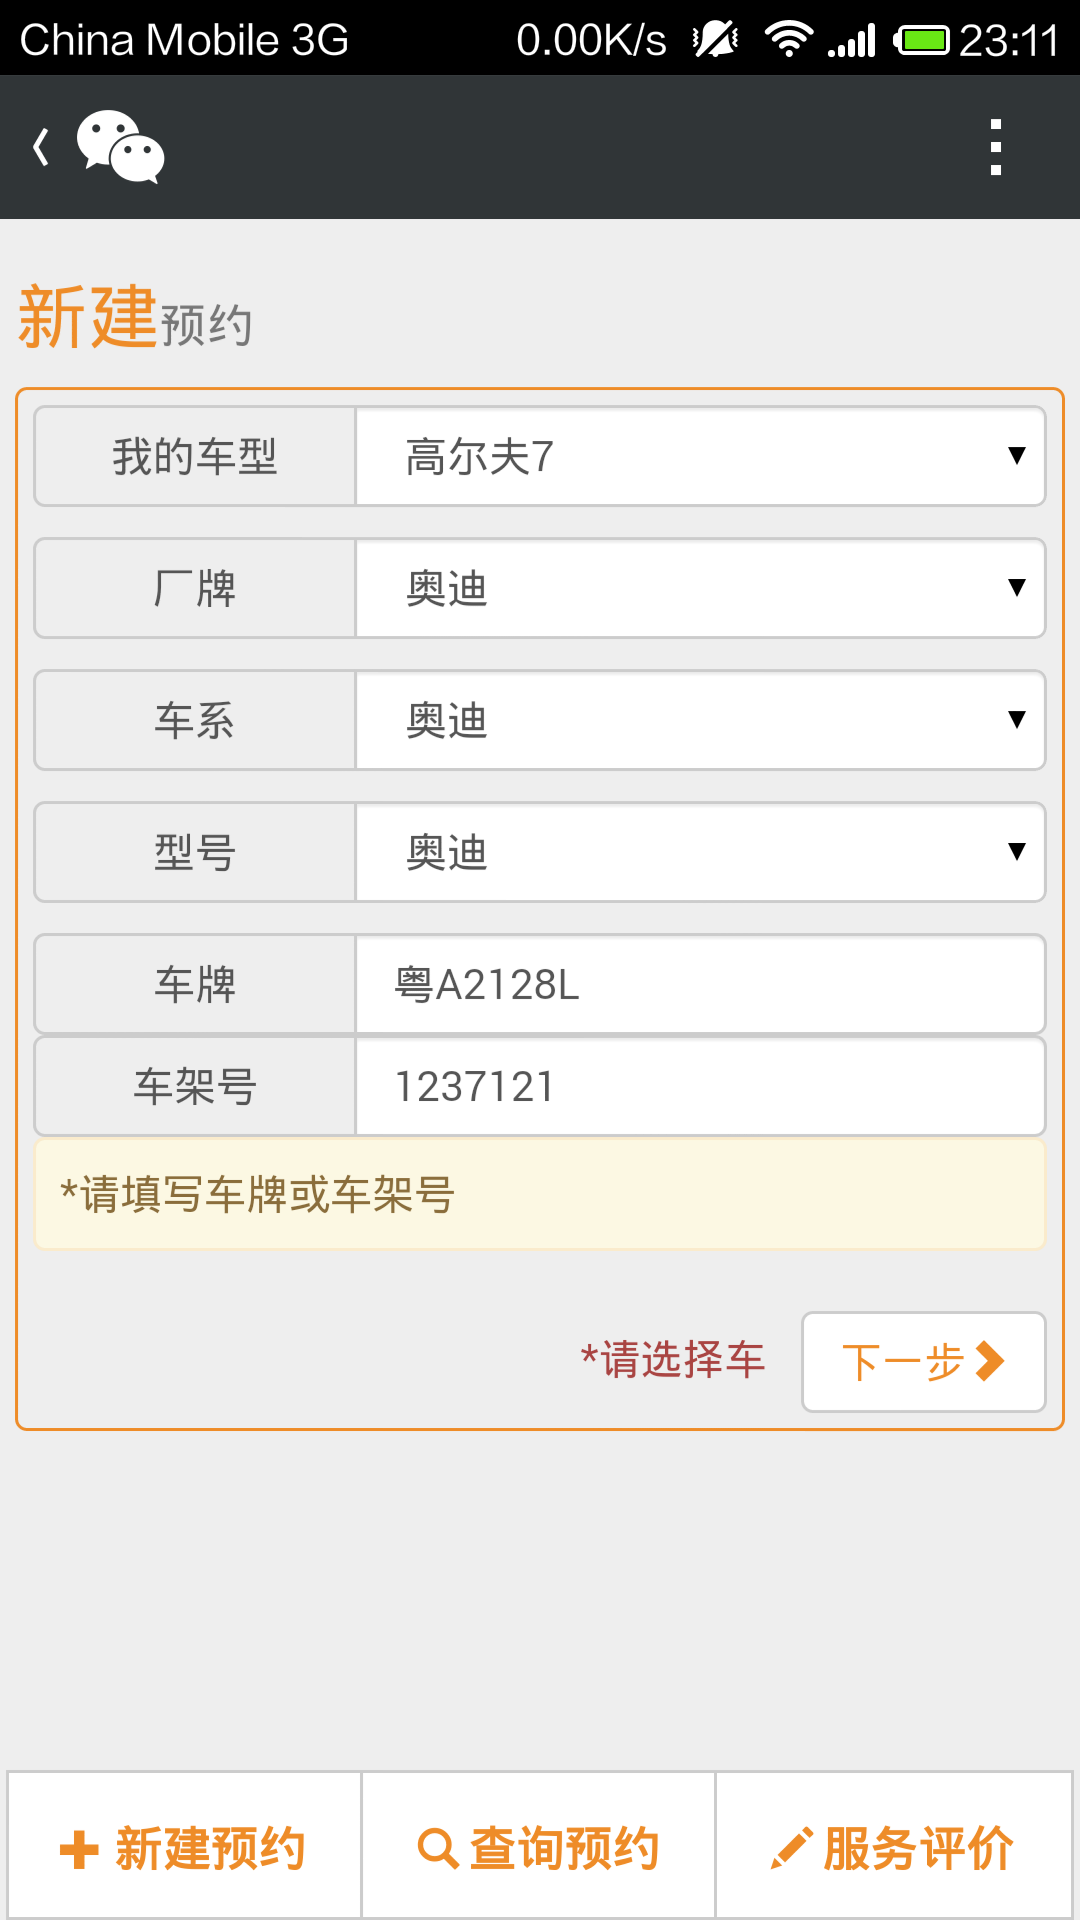 China Mobile 3G 0.00K/s 23:11
新建预约
我的车型 高尔夫7
厂牌 奥迪
车系 奥迪
型号 奥迪
车牌 粤A2128L
车架号 1237121
*请填写车牌或车架号
*请选择车 下一步
新建预约 查询预约 服务评价